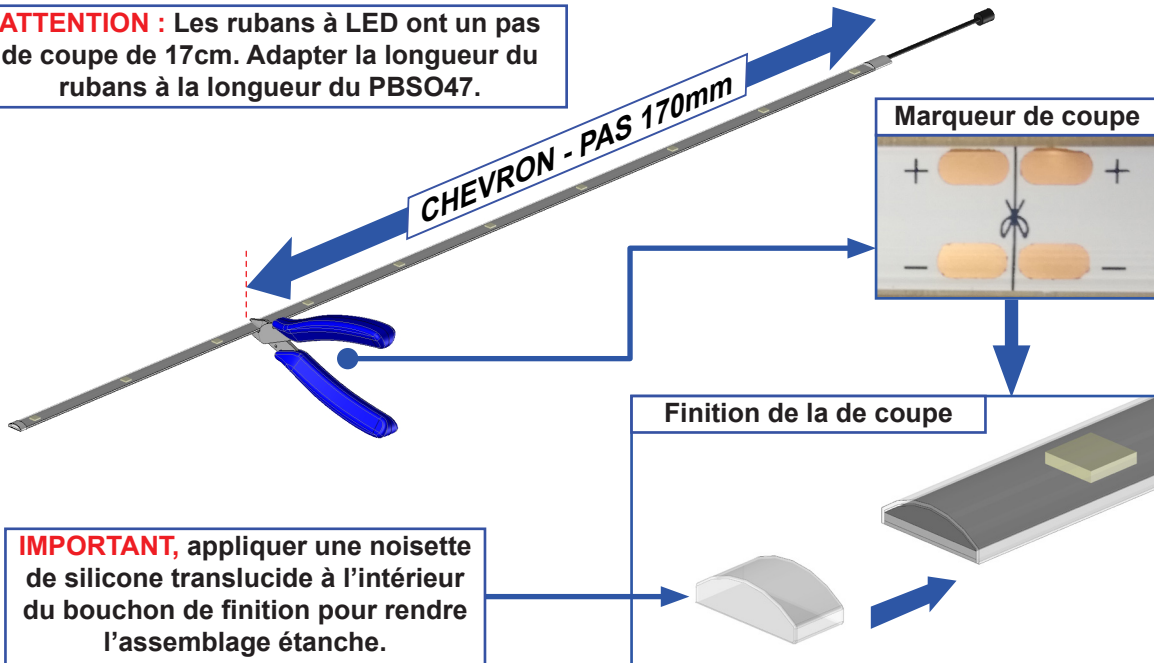 ATTENTION : Les rubans à LED ont un pas
de coupe de 17cm. Adapter la longueur du
rubans à la longueur du PBSO47.
CHEVRON - PAS 170mm
Marqueur de coupe
+ +
- -
Finition de la de coupe
IMPORTANT, appliquer une noisette
de silicone translucide à l’intérieur
du bouchon de finition pour rendre
l’assemblage étanche.